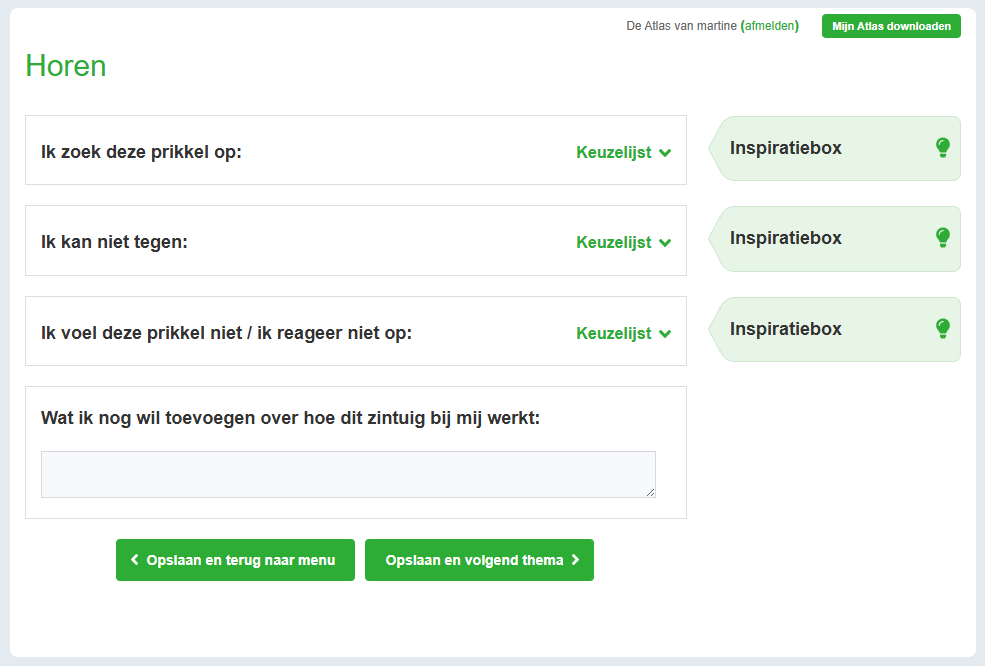 De Atlas van martine (afmelden) Mijn Atlas downloaden
Horen
Ik zoek deze prikkel op: Keuzelijst Inspiratiebox
Ik kan niet tegen: Keuzelijst Inspiratiebox
Ik voel deze prikkel niet / ik reageer niet op: Keuzelijst Inspiratiebox
Wat ik nog wil toevoegen over hoe dit zintuig bij mij werkt:
Opslaan en terug naar menu Opslaan en volgend thema